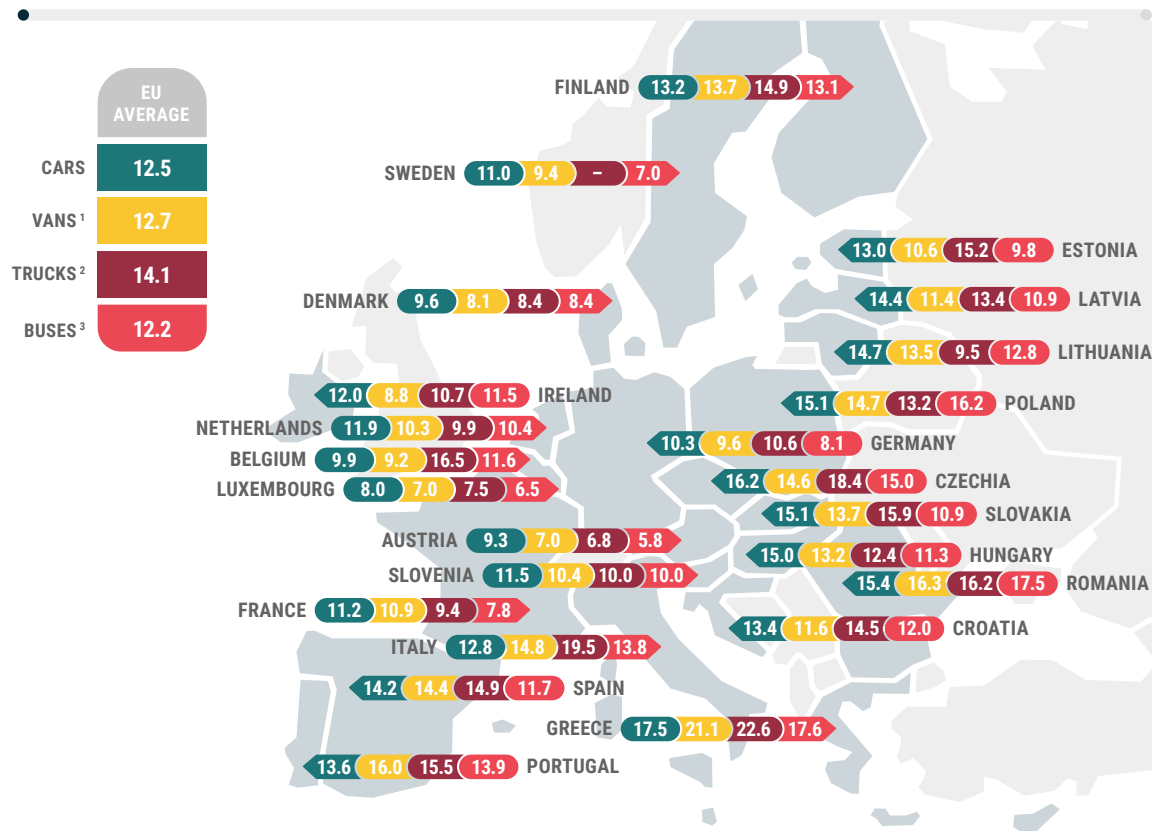 EU
AVERAGE
CARS 12.5
VANS¹ 12.7
TRUCKS² 14.1
BUSES³ 12.2
FINLAND 13.2 13.7 14.9 13.1
SWEDEN 11.0 9.4 – 7.0
13.0 10.6 15.2 9.8 ESTONIA
DENMARK 9.6 8.1 8.4 8.4
14.4 11.4 13.4 10.9 LATVIA
14.7 13.5 9.5 12.8 LITHUANIA
12.0 8.8 10.7 11.5 IRELAND
15.1 14.7 13.2 16.2 POLAND
NETHERLANDS 11.9 10.3 9.9 10.4
10.3 9.6 10.6 8.1 GERMANY
BELGIUM 9.9 9.2 16.5 11.6
16.2 14.6 18.4 15.0 CZECHIA
LUXEMBOURG 8.0 7.0 7.5 6.5
15.1 13.7 15.9 10.9 SLOVAKIA
AUSTRIA 9.3 7.0 6.8 5.8
15.0 13.2 12.4 11.3 HUNGARY
SLOVENIA 11.5 10.4 10.0 10.0
15.4 16.3 16.2 17.5 ROMANIA
FRANCE 11.2 10.9 9.4 7.8
13.4 11.6 14.5 12.0 CROATIA
ITALY 12.8 14.8 19.5 13.8
14.2 14.4 14.9 11.7 SPAIN
GREECE 17.5 21.1 22.6 17.6
13.6 16.0 15.5 13.9 PORTUGAL